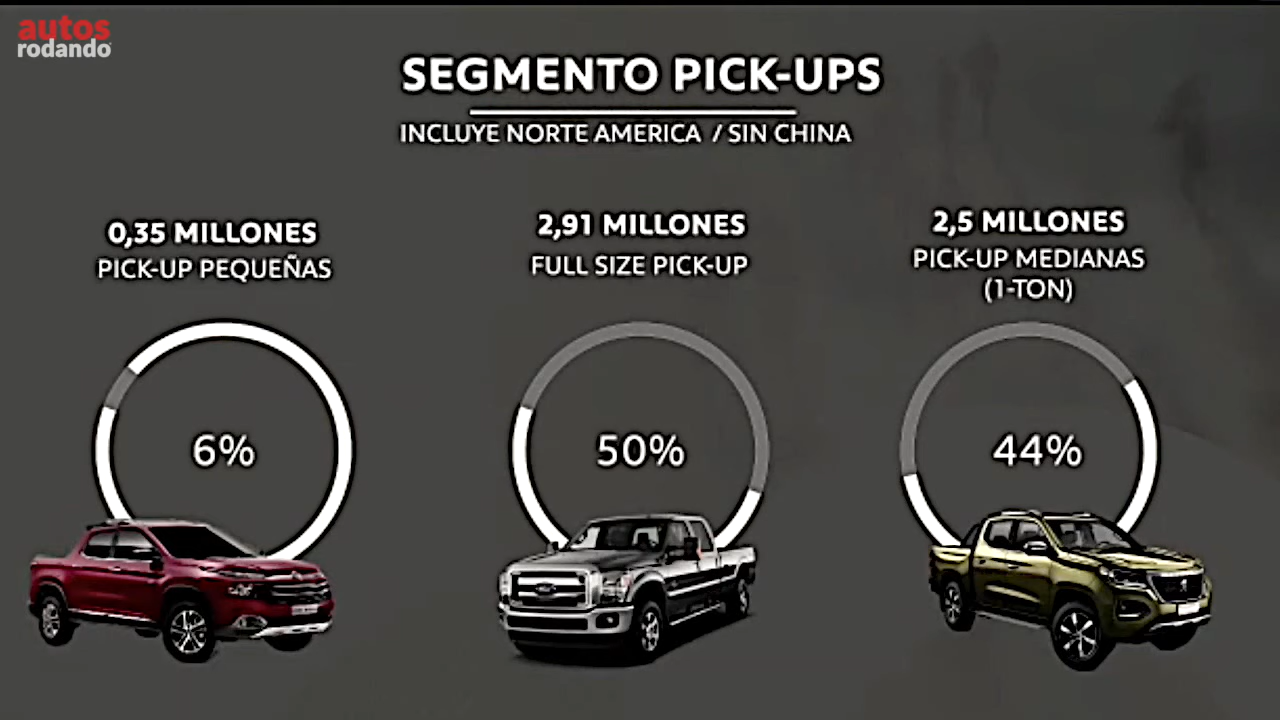 autos
rodando
SEGMENTO PICK-UPS
INCLUYE NORTE AMERICA / SIN CHINA
0,35 MILLONES
PICK-UP PEQUEÑAS
2,91 MILLONES
FULL SIZE PICK-UP
2,5 MILLONES
PICK-UP MEDIANAS
(1-TON)
6%
50%
44%